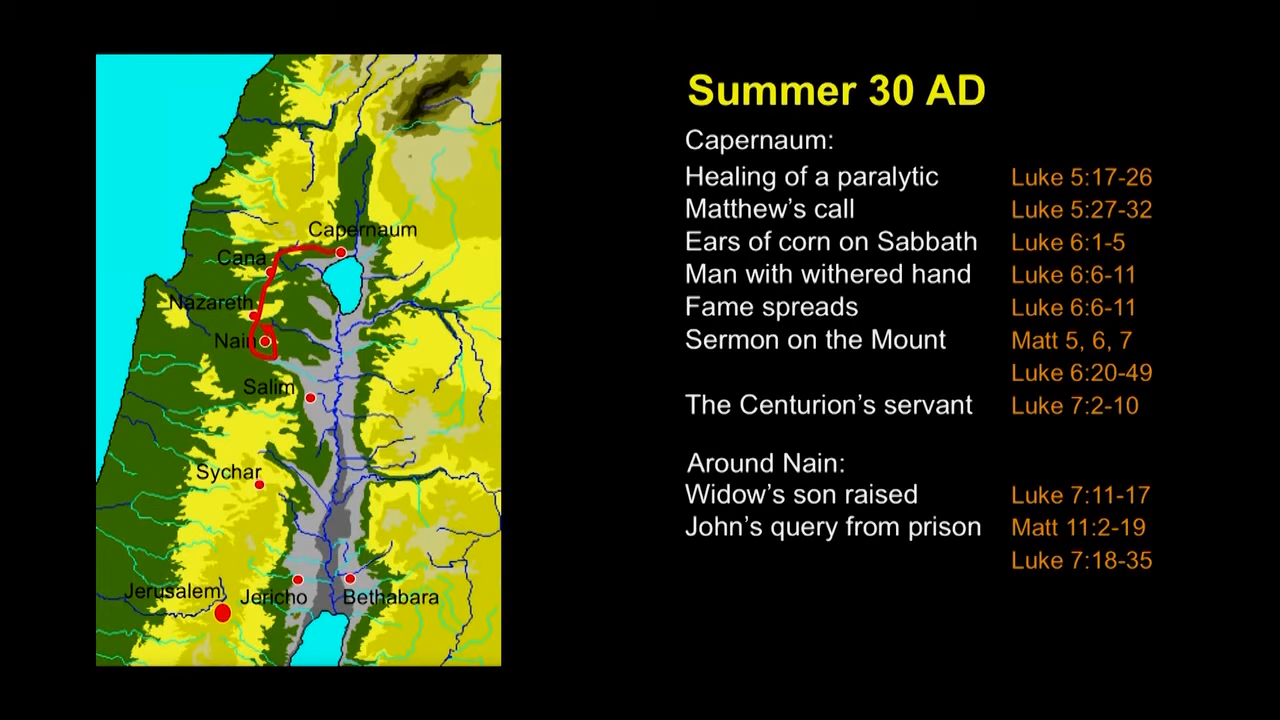 Summer 30 AD
Capernaum:
Healing of a paralytic Luke 5:17-26
Matthew’s call Luke 5:27-32
Ears of corn on Sabbath Luke 6:1-5
Man with withered hand Luke 6:6-11
Fame spreads Luke 6:6-11
Sermon on the Mount Matt 5, 6, 7
Luke 6:20-49
The Centurion’s servant Luke 7:2-10
Around Nain:
Widow’s son raised Luke 7:11-17
John’s query from prison Matt 11:2-19
Luke 7:18-35
Capernaum
Cana
Nazareth
Nain
Salim
Sychar
Jerusalem
Jericho
Bethabara